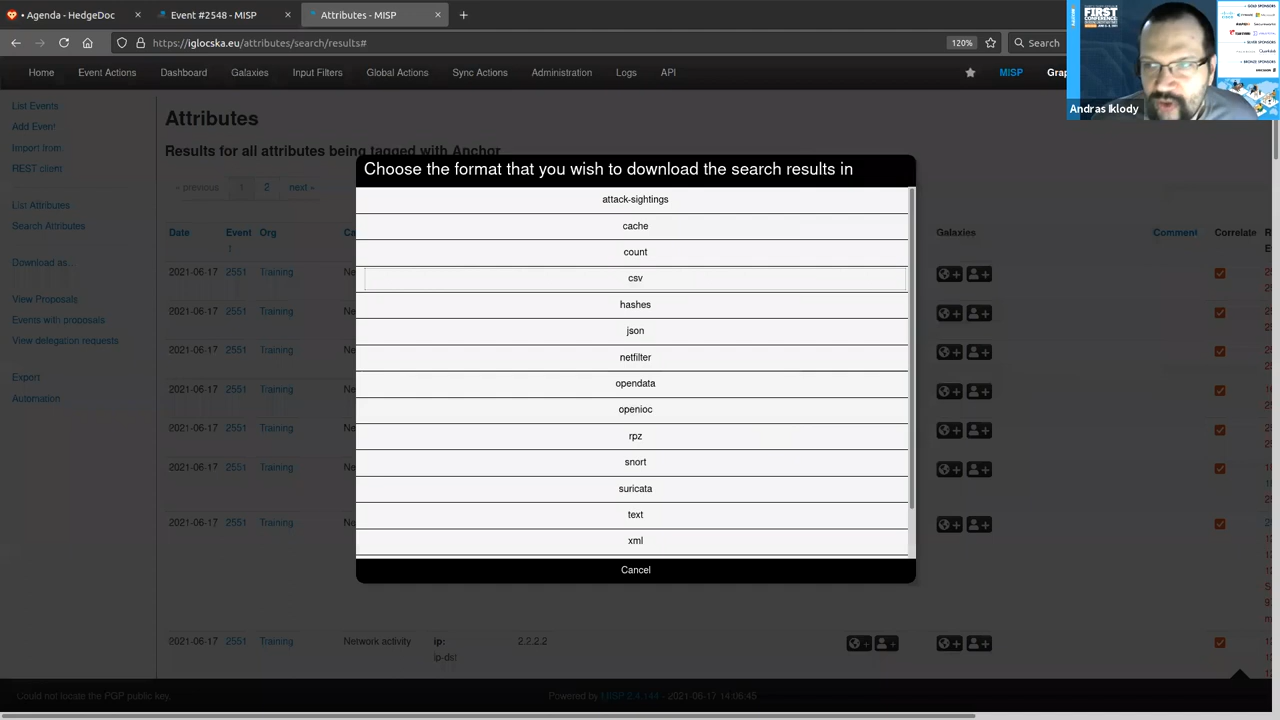 • Agenda - HedgeDoc
Event #2548 - MISP
Attributes -
https://iglocska.eu/attributes/search/results#
120%
Search
Home
Event Actions
Dashboard
Galaxies
Input Filters
Actions
Sync Actions
Administration
Logs
API
MISP
FIRST
CONFERENCE
GOLD SPONSORS
SILVER SPONSORS
BRONZE SPONSORS
Andras Iklody
List Events
Add Event
Import from...
REST client
List Attributes
Search Attributes
Download as...
View Proposals
Events with proposals
View delegation requests
Export
Automation
Attributes
Results for all attributes being tagged with
« previous
1
2
next »
Date
Event
Org
Galaxies
Comment
Correlate
2021-06-17 2551 Training
2021-06-17 2551 Training
2021-06-17 2551 Training
2021-06-17 2551 Training
2021-06-17 2551 Training
2021-06-17 2551 Training
2021-06-17 2551 Training
2021-06-17 2551 Training Network activity ip: 2.2.2.2
ip-dst
Choose the format that you wish to download the search results in
attack-sightings
cache
count
csv
hashes
json
netfilter
opendata
openioc
rpz
snort
suricata
text
xml
Cancel
Could not locate the PGP public key.
Powered by MISP 2.4.144 - 2021-06-17 14:06:45